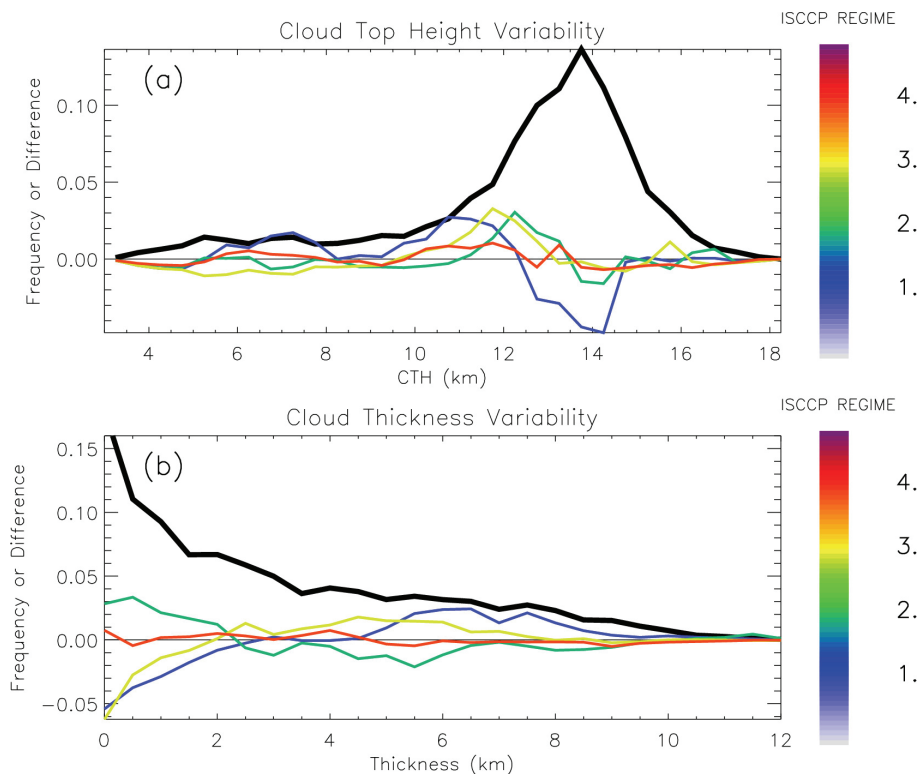 ISCCP REGIME
Cloud Top Height Variability
(a)
Frequency or Difference
0.10
0.05
0.00
4 6 8 10 12 14 16 18
CTH (km)
4.
3.
2.
1.
ISCCP REGIME
Cloud Thickness Variability
(b)
Frequency or Difference
0.15
0.10
0.05
0.00
−0.05
0 2 4 6 8 10 12
Thickness (km)
4.
3.
2.
1.